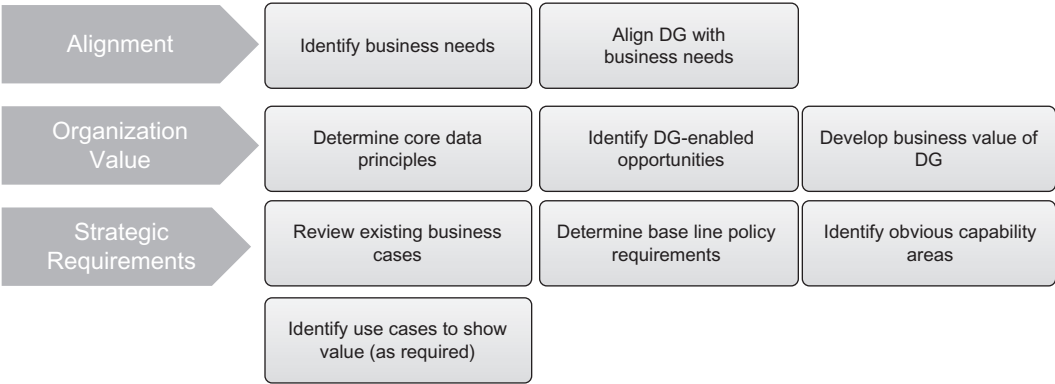 Alignment
Identify business needs
Align DG with
business needs
Organization
Value
Determine core data
principles
Identify DG-enabled
opportunities
Develop business value of
DG
Strategic
Requirements
Review existing business
cases
Determine base line policy
requirements
Identify obvious capability
areas
Identify use cases to show
value (as required)